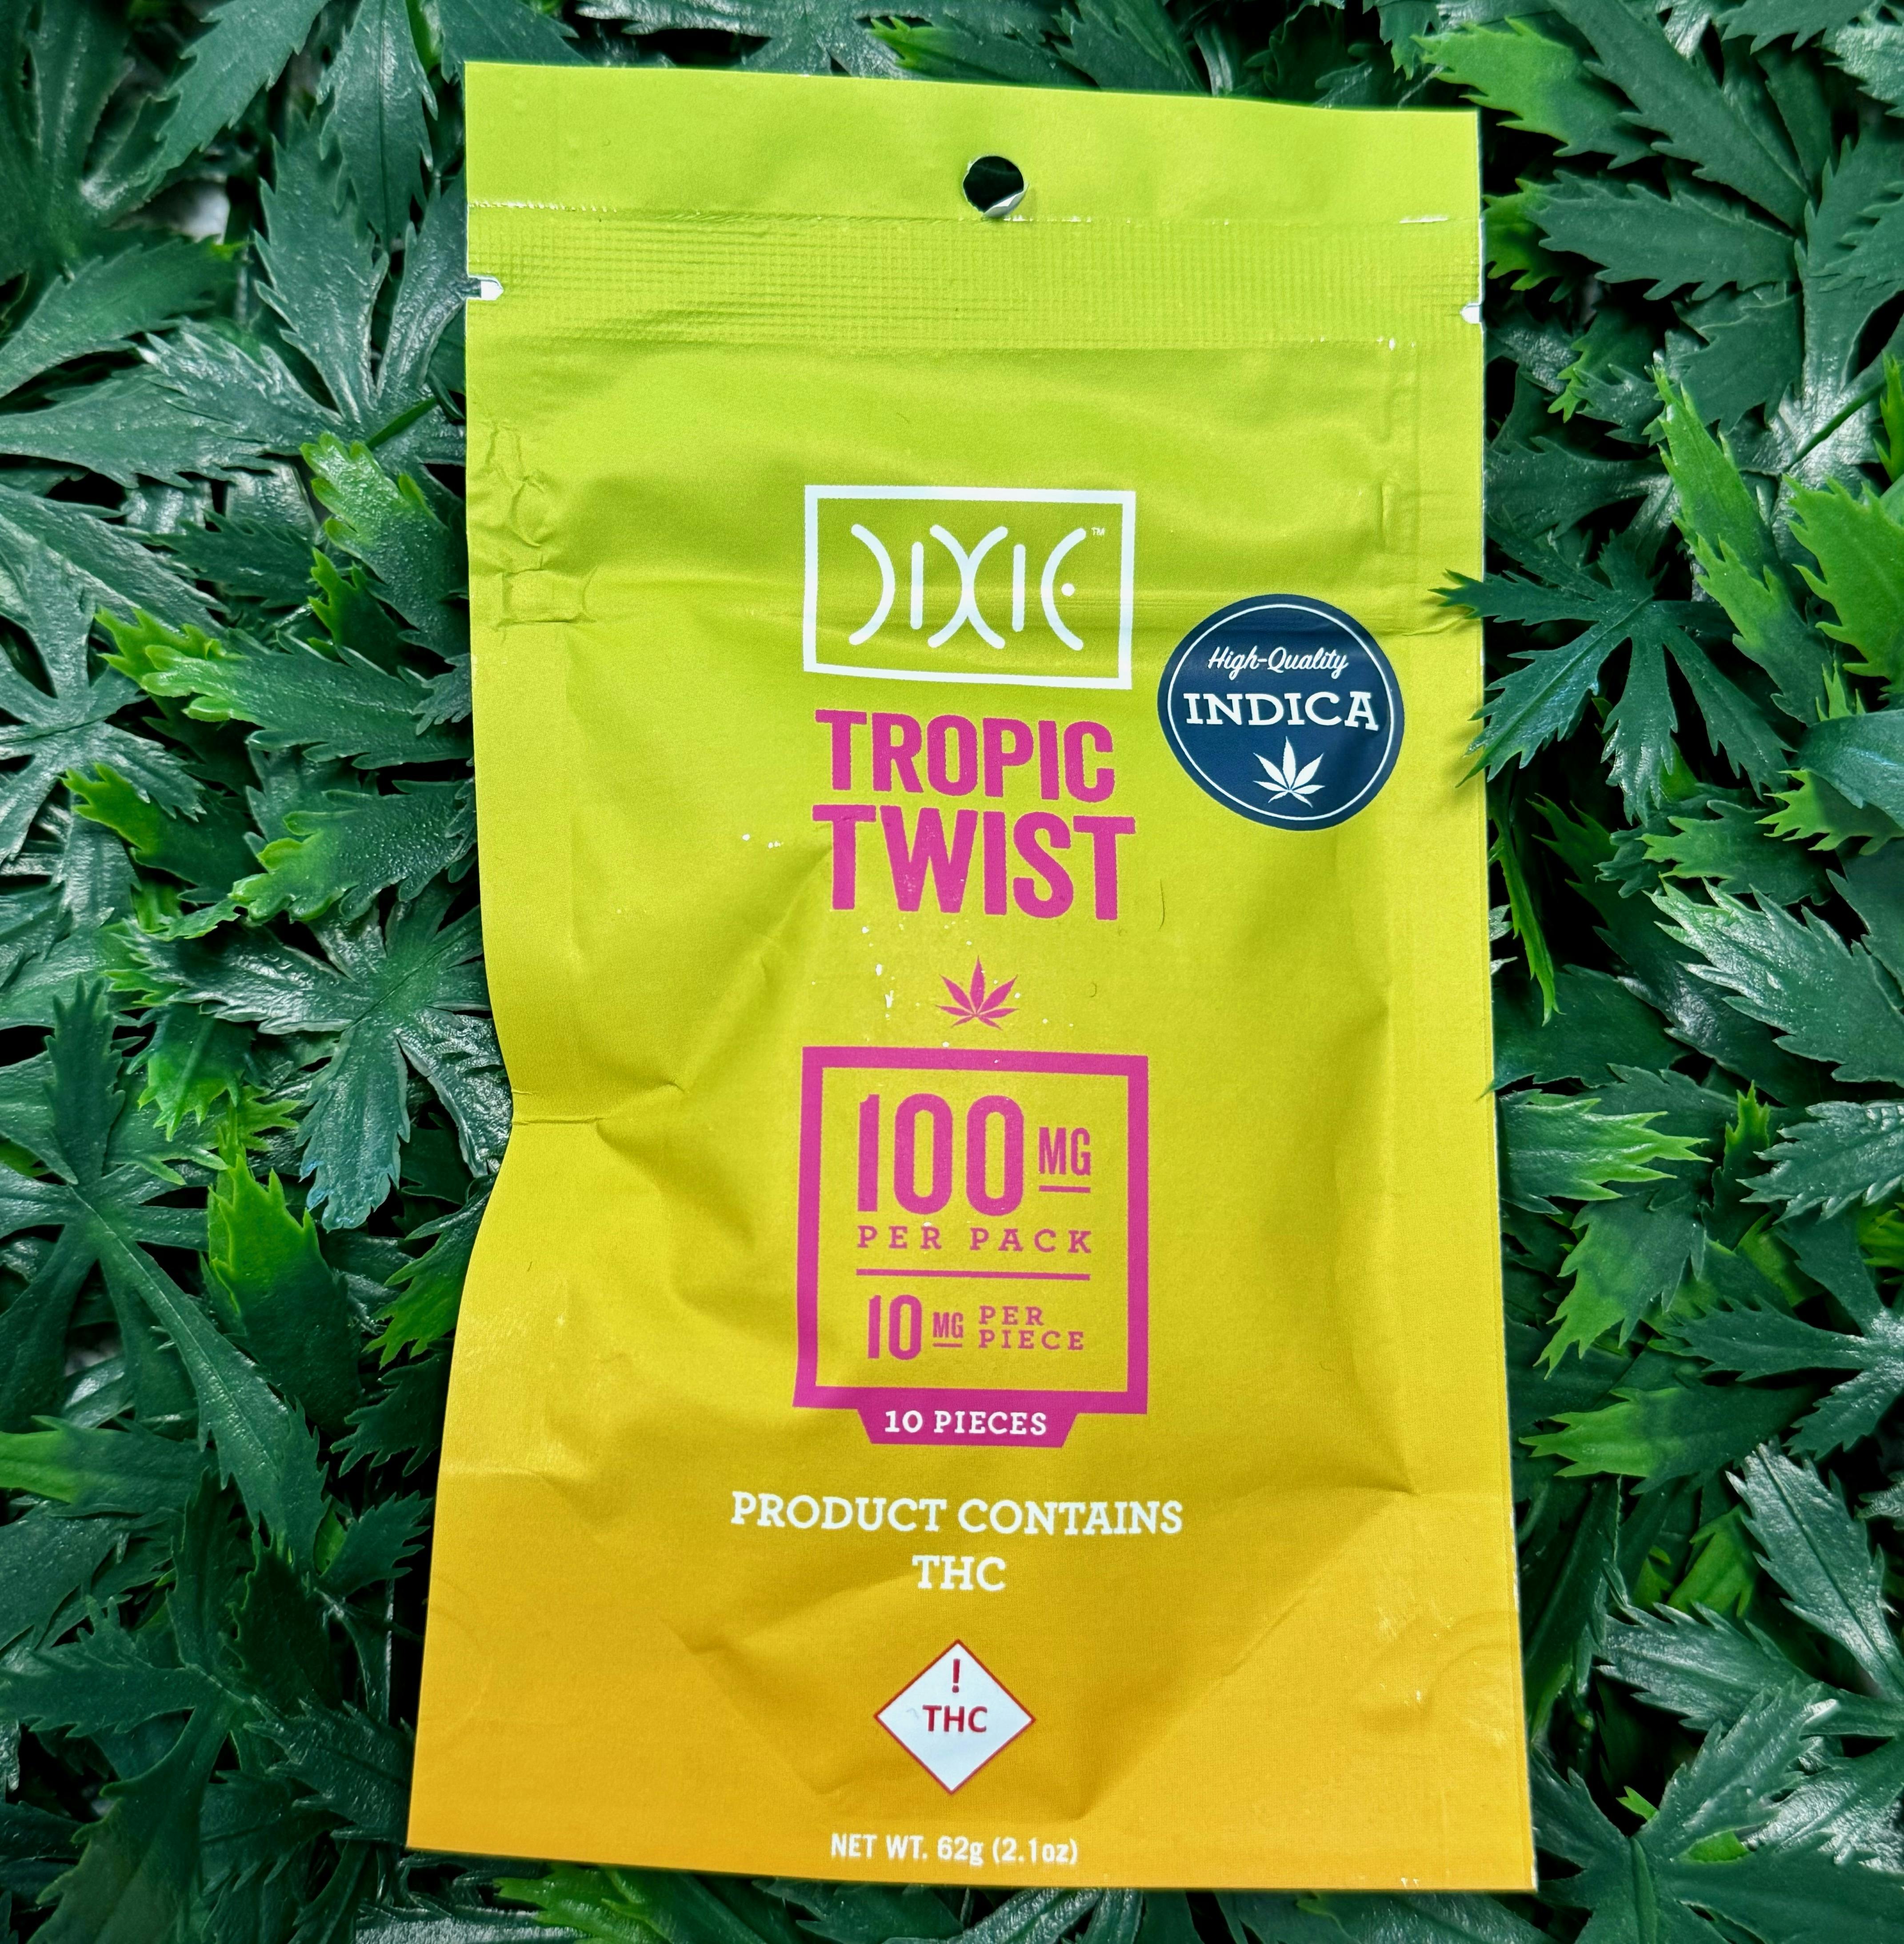 DIXIE™
High-Quality
INDICA
TROPIC
TWIST
100 MG
PER PACK
10 MG PER
PIECE
10 PIECES
PRODUCT CONTAINS
THC
!
THC
NET WT. 62g (2.1oz)